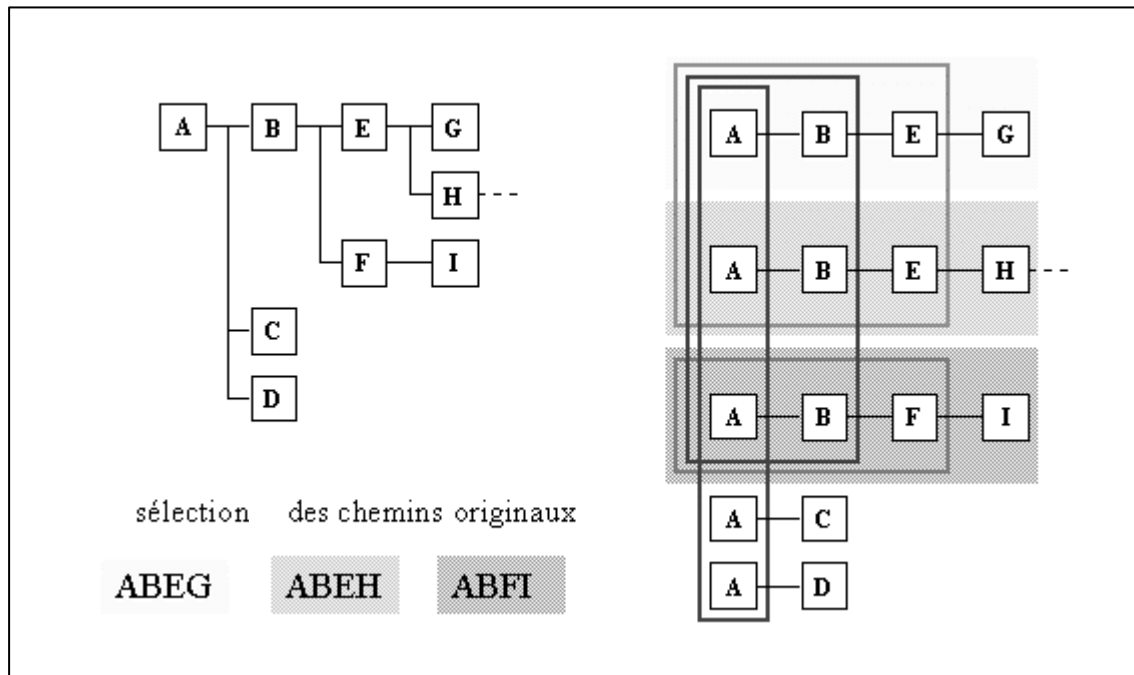 A B E G
H
F I
C
D
sélection des chemins originaux
ABEG ABEH ABFI
A B E G
A B E H
A B F I
A C
A D